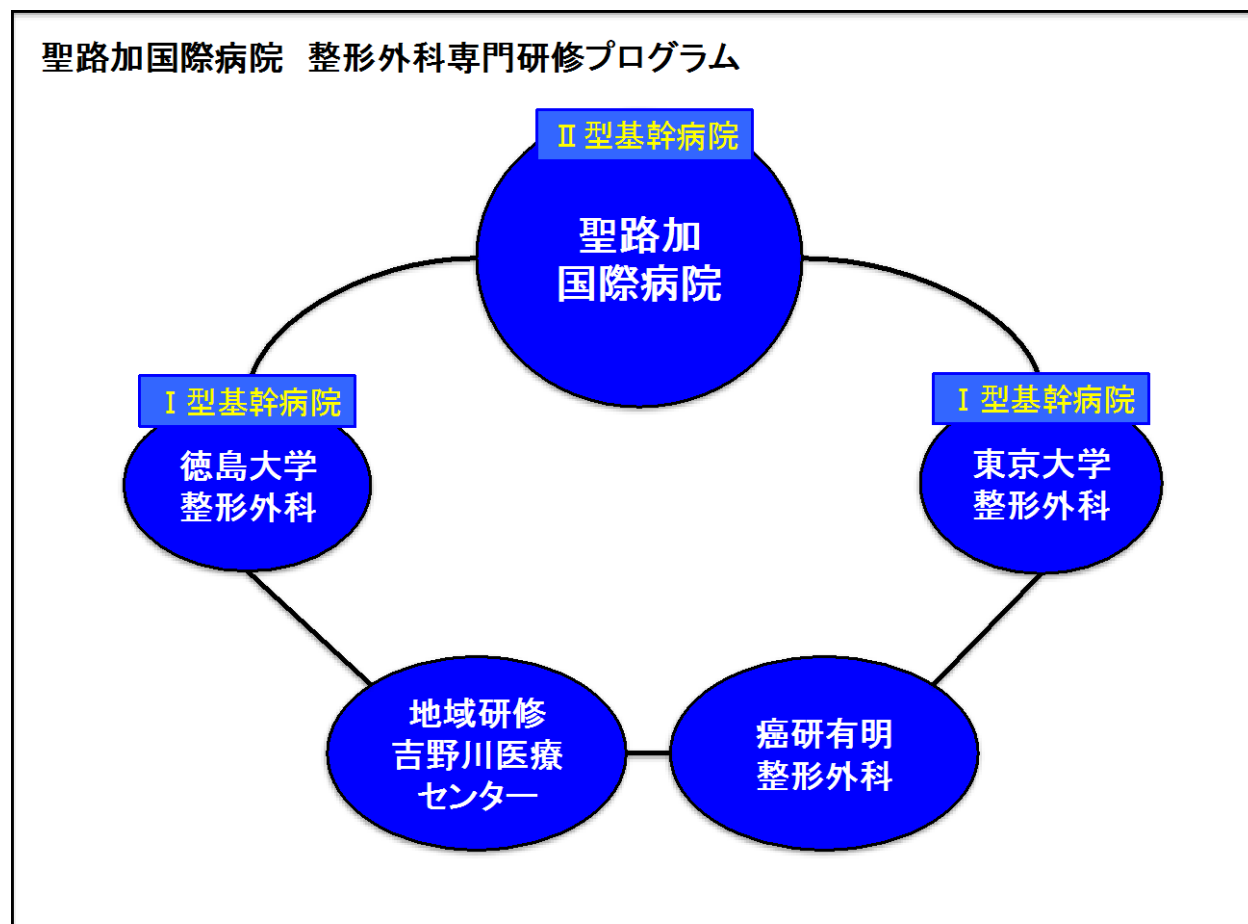 聖路加国際病院　整形外科専門研修プログラム
Ⅱ型基幹病院
聖路加
国際病院
Ⅰ型基幹病院
徳島大学
整形外科
Ⅰ型基幹病院
東京大学
整形外科
地域研修
吉野川医療
センター
癌研有明
整形外科